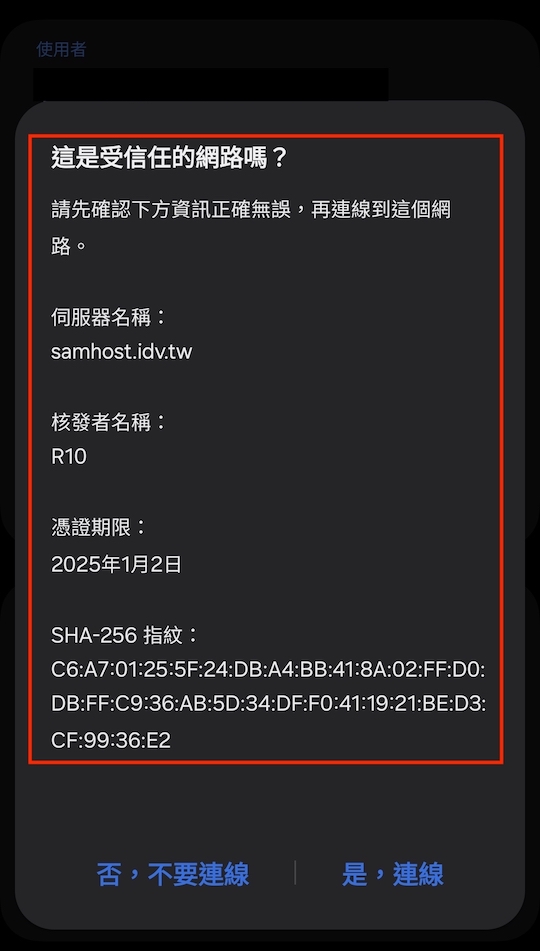 使用者
這是受信任的網路嗎？
請先確認下方資訊正確無誤，再連線到這個網
路。
伺服器名稱：
samhost.idv.tw
核發者名稱：
R10
憑證期限：
2025年1月2日
SHA-256 指紋：
C6:A7:01:25:5F:24:DB:A4:BB:41:8A:02:FF:D0:
DB:FF:C9:36:AB:5D:34:DF:F0:41:19:21:BE:D3:
CF:99:36:E2
否，不要連線
是，連線